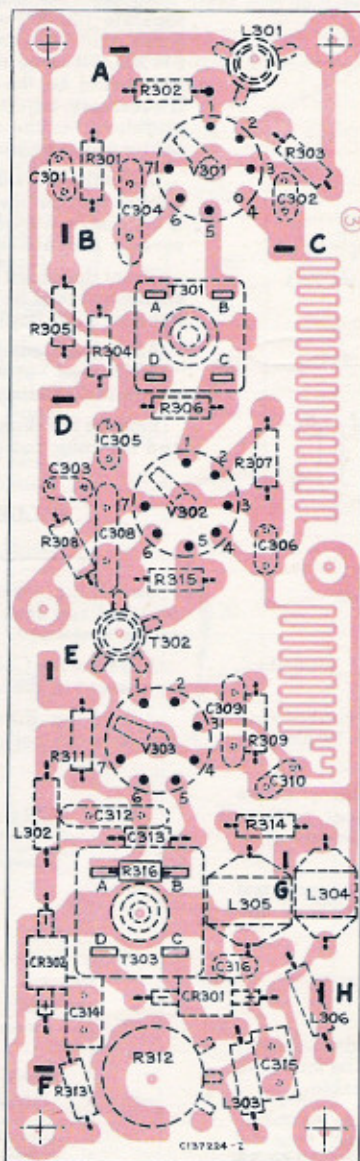 L301
A
R302
1
2
R303
R301
C301
7
V301
3
C304
C302
6
5
4
B
C
3
T301
A
B
R305
R304
D
C
R306
D
C305
1
2
R307
C303
7
3
V302
C308
6
5
4
C306
R308
R315
E
T302
1
2
C309
3
R309
V303
R311
7
4
6
5
C310
L302
C312
C313
R314
A
R316
B
G
L305
L304
D
C
T303
C316
CR302
CR301
H
L306
C314
R312
C315
F
R313
L303
C137224-2